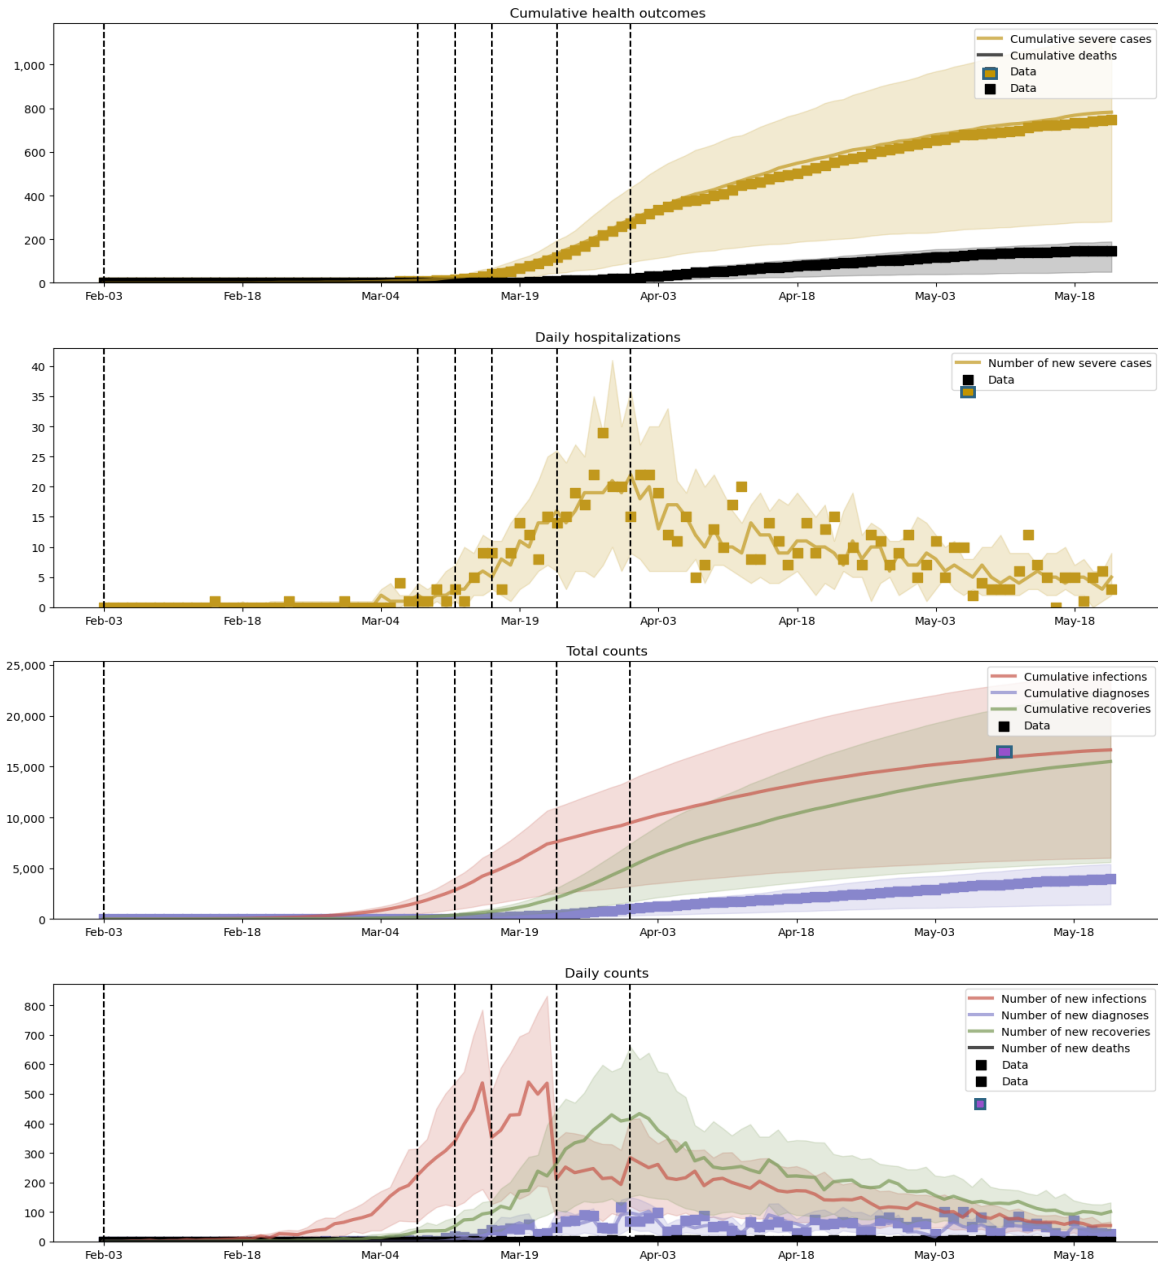 Cumulative health outcomes
1,000
800
600
400
200
0
Cumulative severe cases
Cumulative deaths
Data
Data
Feb-03 Feb-18 Mar-04 Mar-19 Apr-03 Apr-18 May-03 May-18
Daily hospitalizations
40
35
30
25
20
15
10
5
0
Number of new severe cases
Data
Feb-03 Feb-18 Mar-04 Mar-19 Apr-03 Apr-18 May-03 May-18
Total counts
25,000
20,000
15,000
10,000
5,000
0
Cumulative infections
Cumulative diagnoses
Cumulative recoveries
Data
Feb-03 Feb-18 Mar-04 Mar-19 Apr-03 Apr-18 May-03 May-18
Daily counts
800
700
600
500
400
300
200
100
0
Number of new infections
Number of new diagnoses
Number of new recoveries
Number of new deaths
Data
Data
Feb-03 Feb-18 Mar-04 Mar-19 Apr-03 Apr-18 May-03 May-18